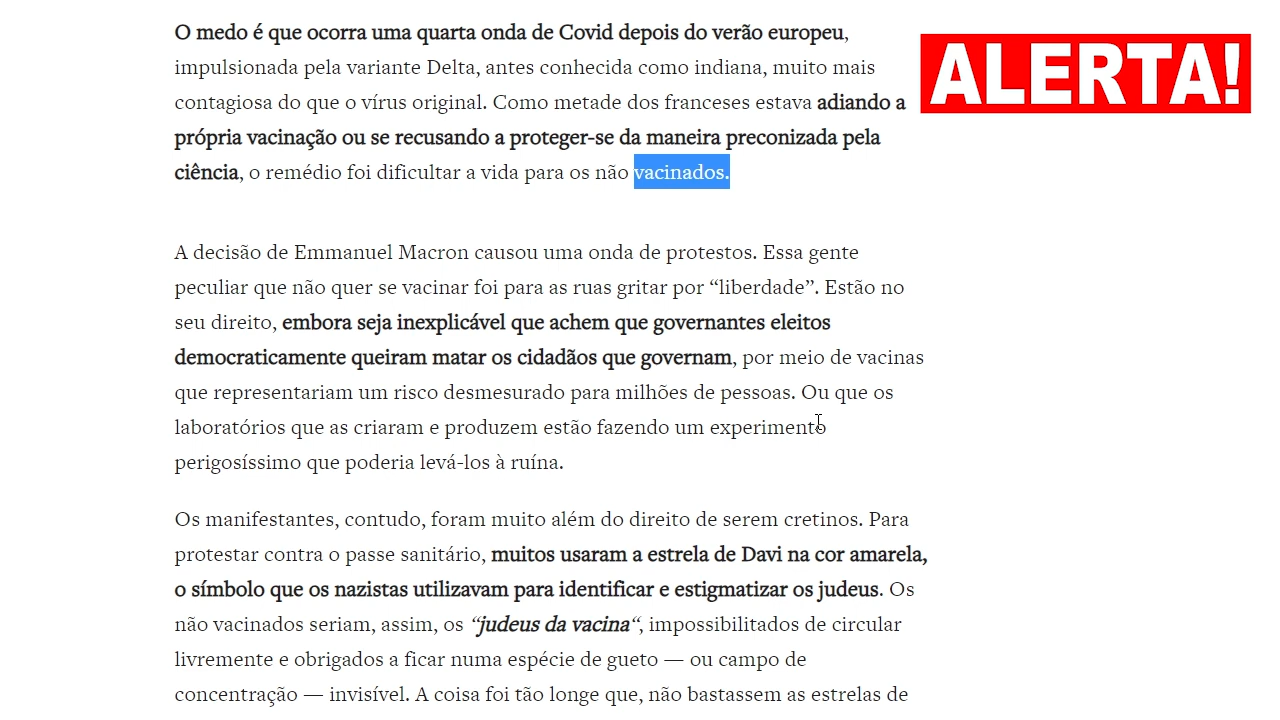 O medo é que ocorra uma quarta onda de Covid depois do verão europeu,
impulsionada pela variante Delta, antes conhecida como indiana, muito mais
contagiosa do que o vírus original. Como metade dos franceses estava adiando a
própria vacinação ou se recusando a proteger-se da maneira preconizada pela
ciência, o remédio foi dificultar a vida para os não vacinados.
ALERTA!
A decisão de Emmanuel Macron causou uma onda de protestos. Essa gente
peculiar que não quer se vacinar foi para as ruas gritar por “liberdade”. Estão no
seu direito, embora seja inexplicável que achem que governantes eleitos
democraticamente queiram matar os cidadãos que governam, por meio de vacinas
que representariam um risco desmesurado para milhões de pessoas. Ou que os
laboratórios que as criaram e produzem estão fazendo um experimento
perigosíssimo que poderia levá-los à ruína.
Os manifestantes, contudo, foram muito além do direito de serem cretinos. Para
protestar contra o passe sanitário, muitos usaram a estrela de Davi na cor amarela,
o símbolo que os nazistas utilizavam para identificar e estigmatizar os judeus. Os
não vacinados seriam, assim, os “judeus da vacina“, impossibilitados de circular
livremente e obrigados a ficar numa espécie de gueto — ou campo de
concentração — invisível. A coisa foi tão longe que, não bastassem as estrelas de